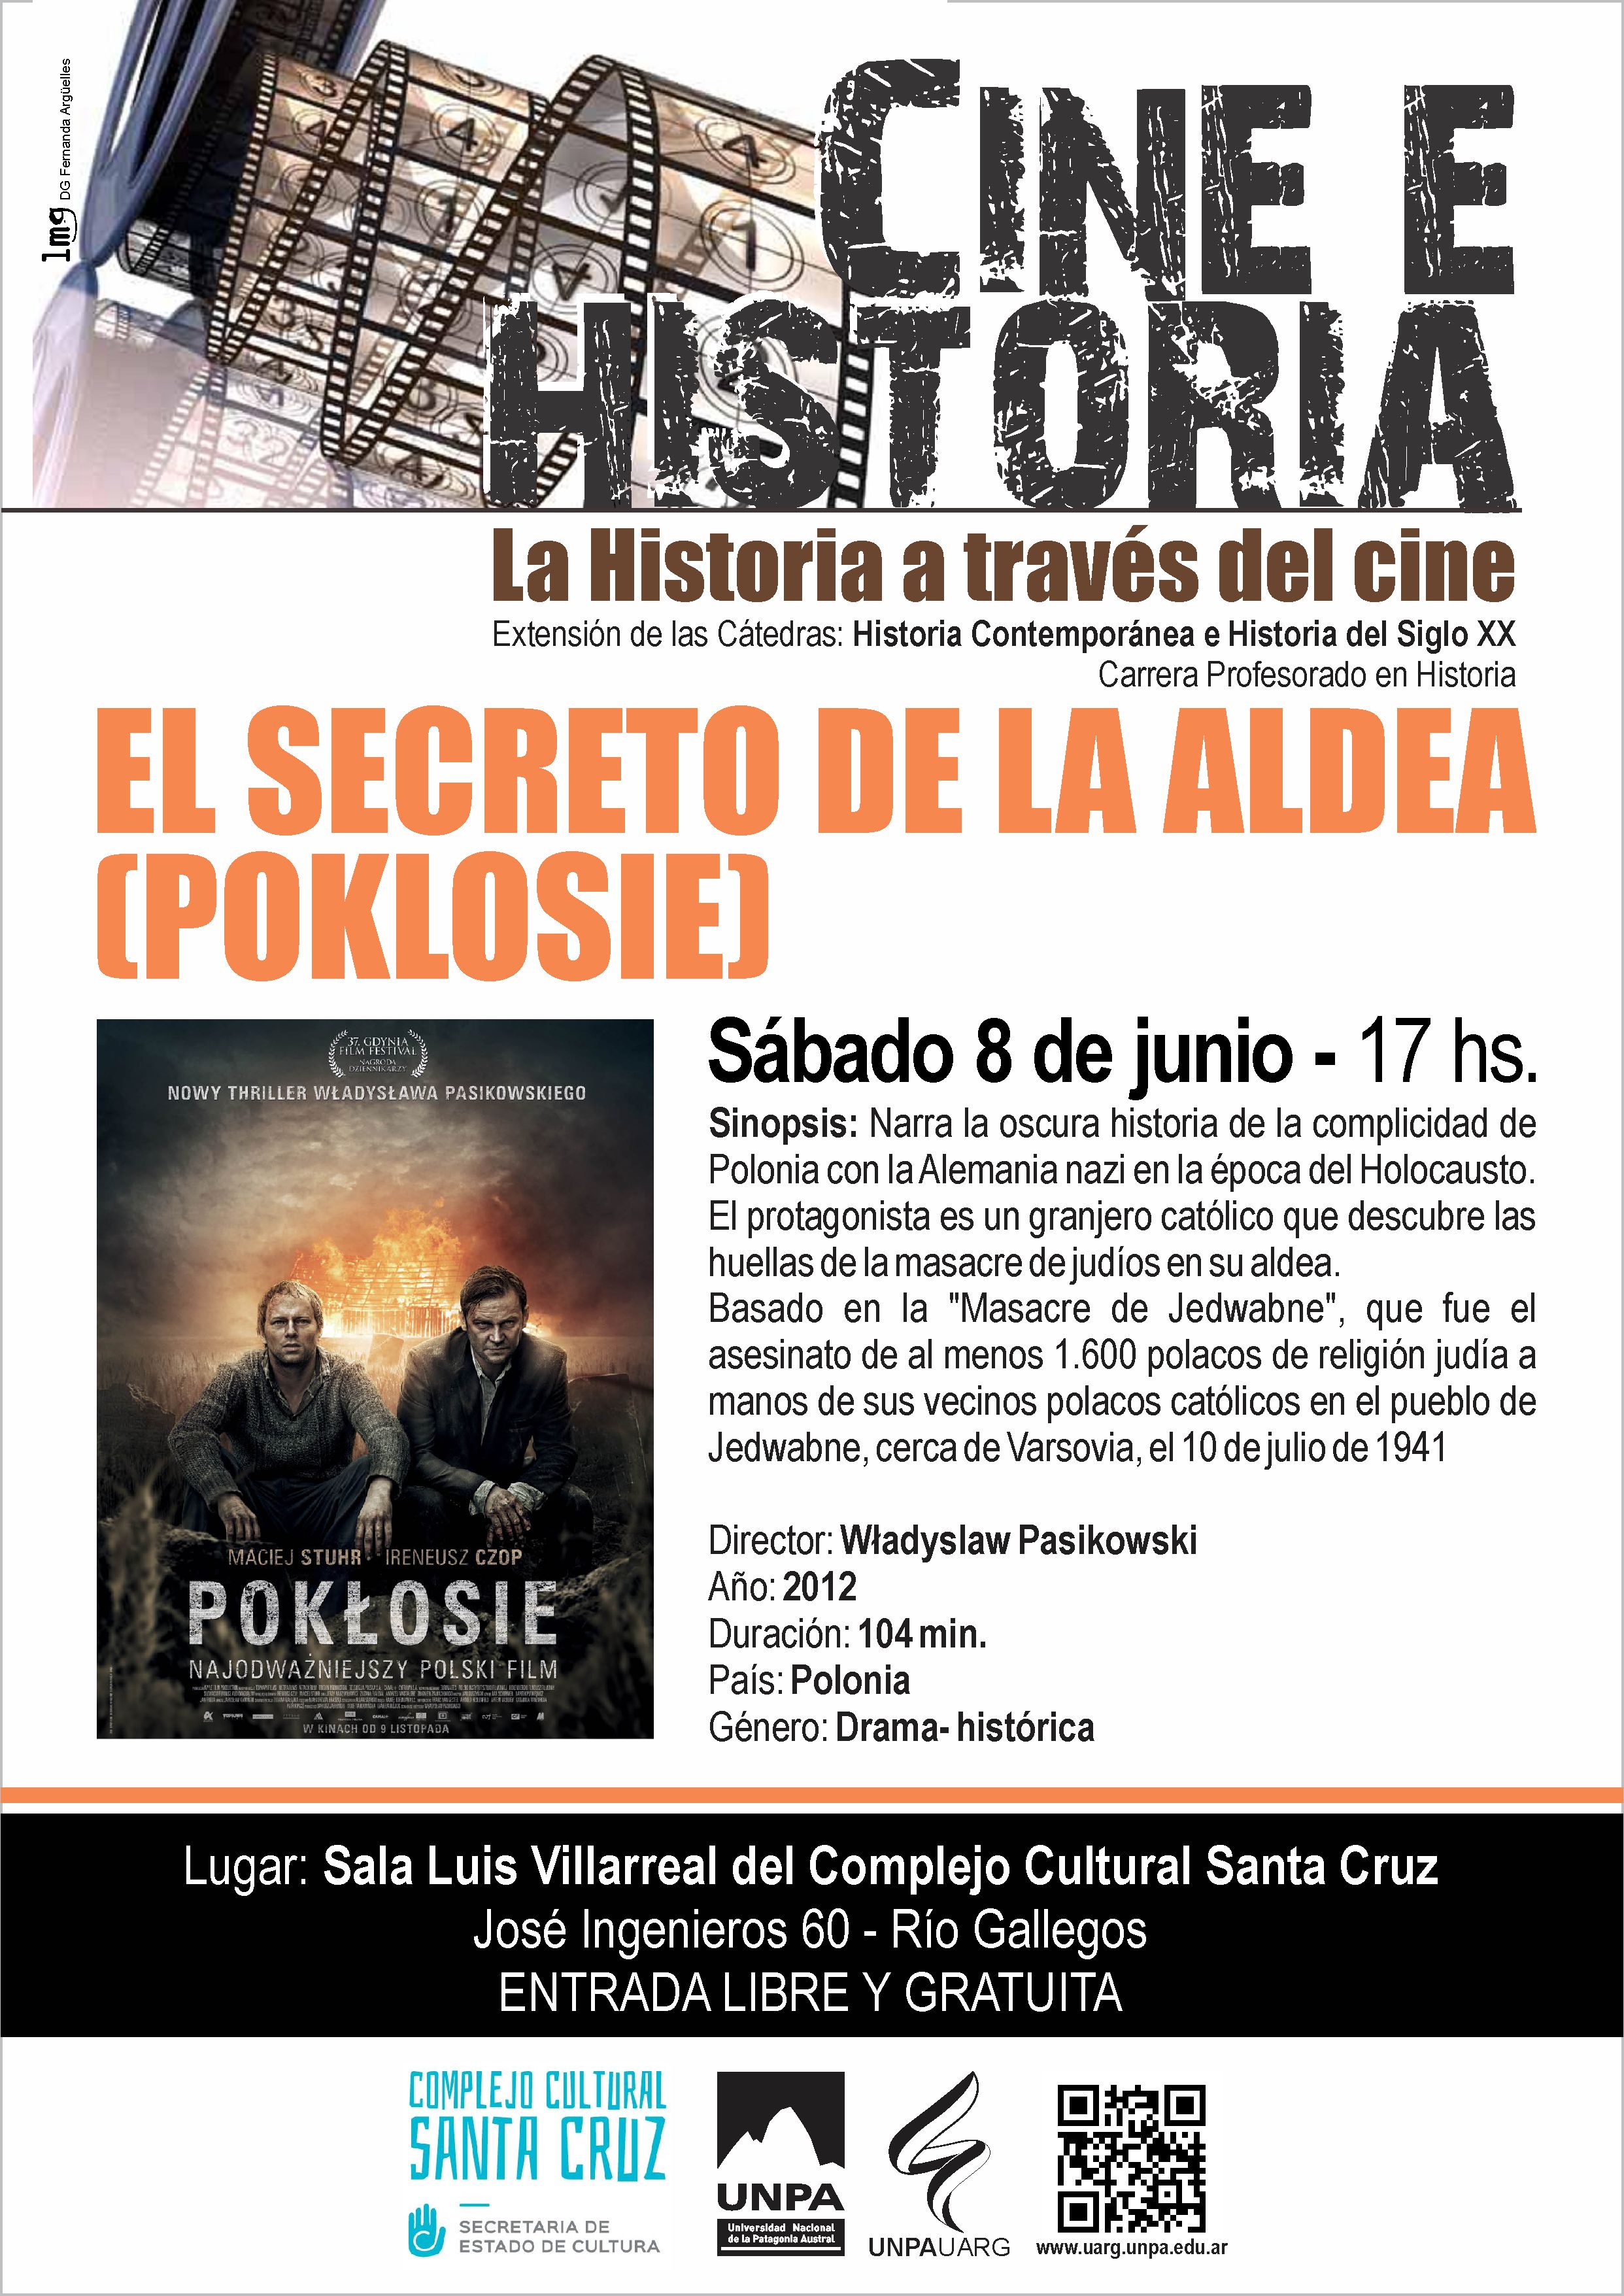 lmg DG Fernanda Argüelles
CINE E
HISTORIA
La Historia a través del cine
Extensión de las Cátedras: Historia Contemporánea e Historia del Siglo XX
Carrera Profesorado en Historia
EL SECRETO DE LA ALDEA
(POKLOSIE)
37. GDYNIA
FILM FESTIVAL
NAGRODA
DZIENNIKARZY
NOWY THRILLER WŁADYSŁAWA PASIKOWSKIEGO
MACIEJ STUHR IRENEUSZ CZOP
POKŁOSIE
NAJODWAŻNIEJSZY POLSKI FILM
W KINACH OD 9 LISTOPADA
Sábado 8 de junio - 17 hs.
Sinopsis: Narra la oscura historia de la complicidad de
Polonia con la Alemania nazi en la época del Holocausto.
El protagonista es un granjero católico que descubre las
huellas de la masacre de judíos en su aldea.
Basado en la "Masacre de Jedwabne", que fue el
asesinato de al menos 1.600 polacos de religión judía a
manos de sus vecinos polacos católicos en el pueblo de
Jedwabne, cerca de Varsovia, el 10 de julio de 1941
Director: Władyslaw Pasikowski
Año: 2012
Duración: 104 min.
País: Polonia
Género: Drama- histórica
Lugar: Sala Luis Villarreal del Complejo Cultural Santa Cruz
José Ingenieros 60 - Río Gallegos
ENTRADA LIBRE Y GRATUITA
COMPLEJO CULTURAL
SANTA CRUZ
SECRETARIA DE
ESTADO DE CULTURA
UNPA
Universidad Nacional
de la Patagonia Austral
UNPAUARG
www.uarg.unpa.edu.ar